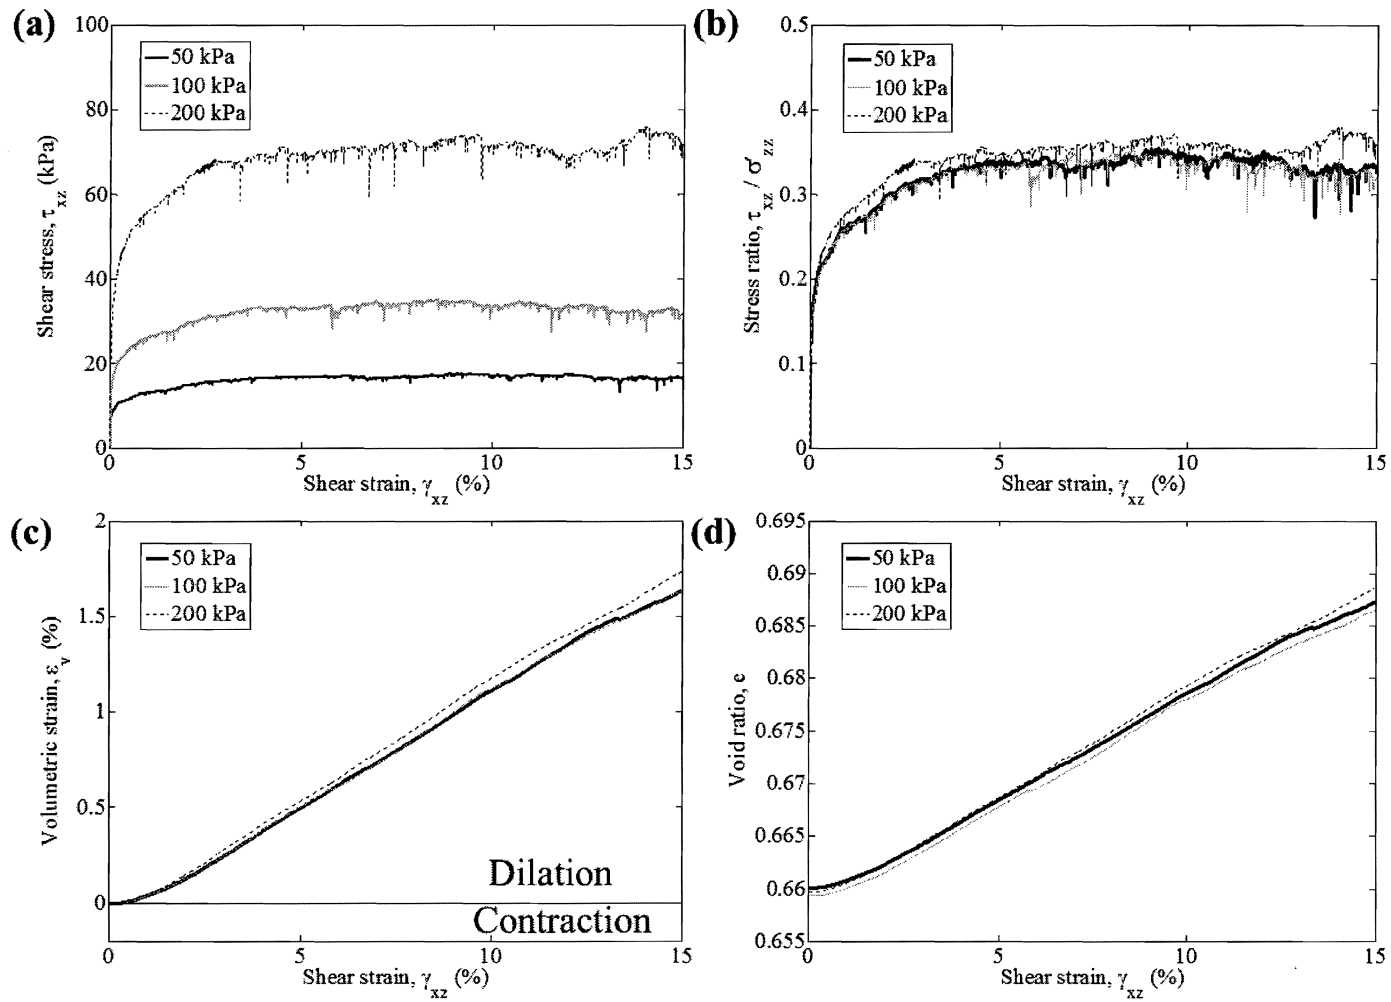 (a)
100
80
60
40
20
0
0
5
10
15
Shear stress, τxz (kPa)
Shear strain, γxz (%)
50 kPa
100 kPa
200 kPa
(b)
0.5
0.4
0.3
0.2
0.1
0
0
5
10
15
Stress ratio, τxz / σ'zz
Shear strain, γxz (%)
50 kPa
100 kPa
200 kPa
(c)
2
1.5
1
0.5
0
0
5
10
15
Volumetric strain, εv (%)
Shear strain, γxz (%)
50 kPa
100 kPa
200 kPa
Dilation
Contraction
(d)
0.695
0.69
0.685
0.68
0.675
0.67
0.665
0.66
0.655
0
5
10
15
Void ratio, e
Shear strain, γxz (%)
50 kPa
100 kPa
200 kPa